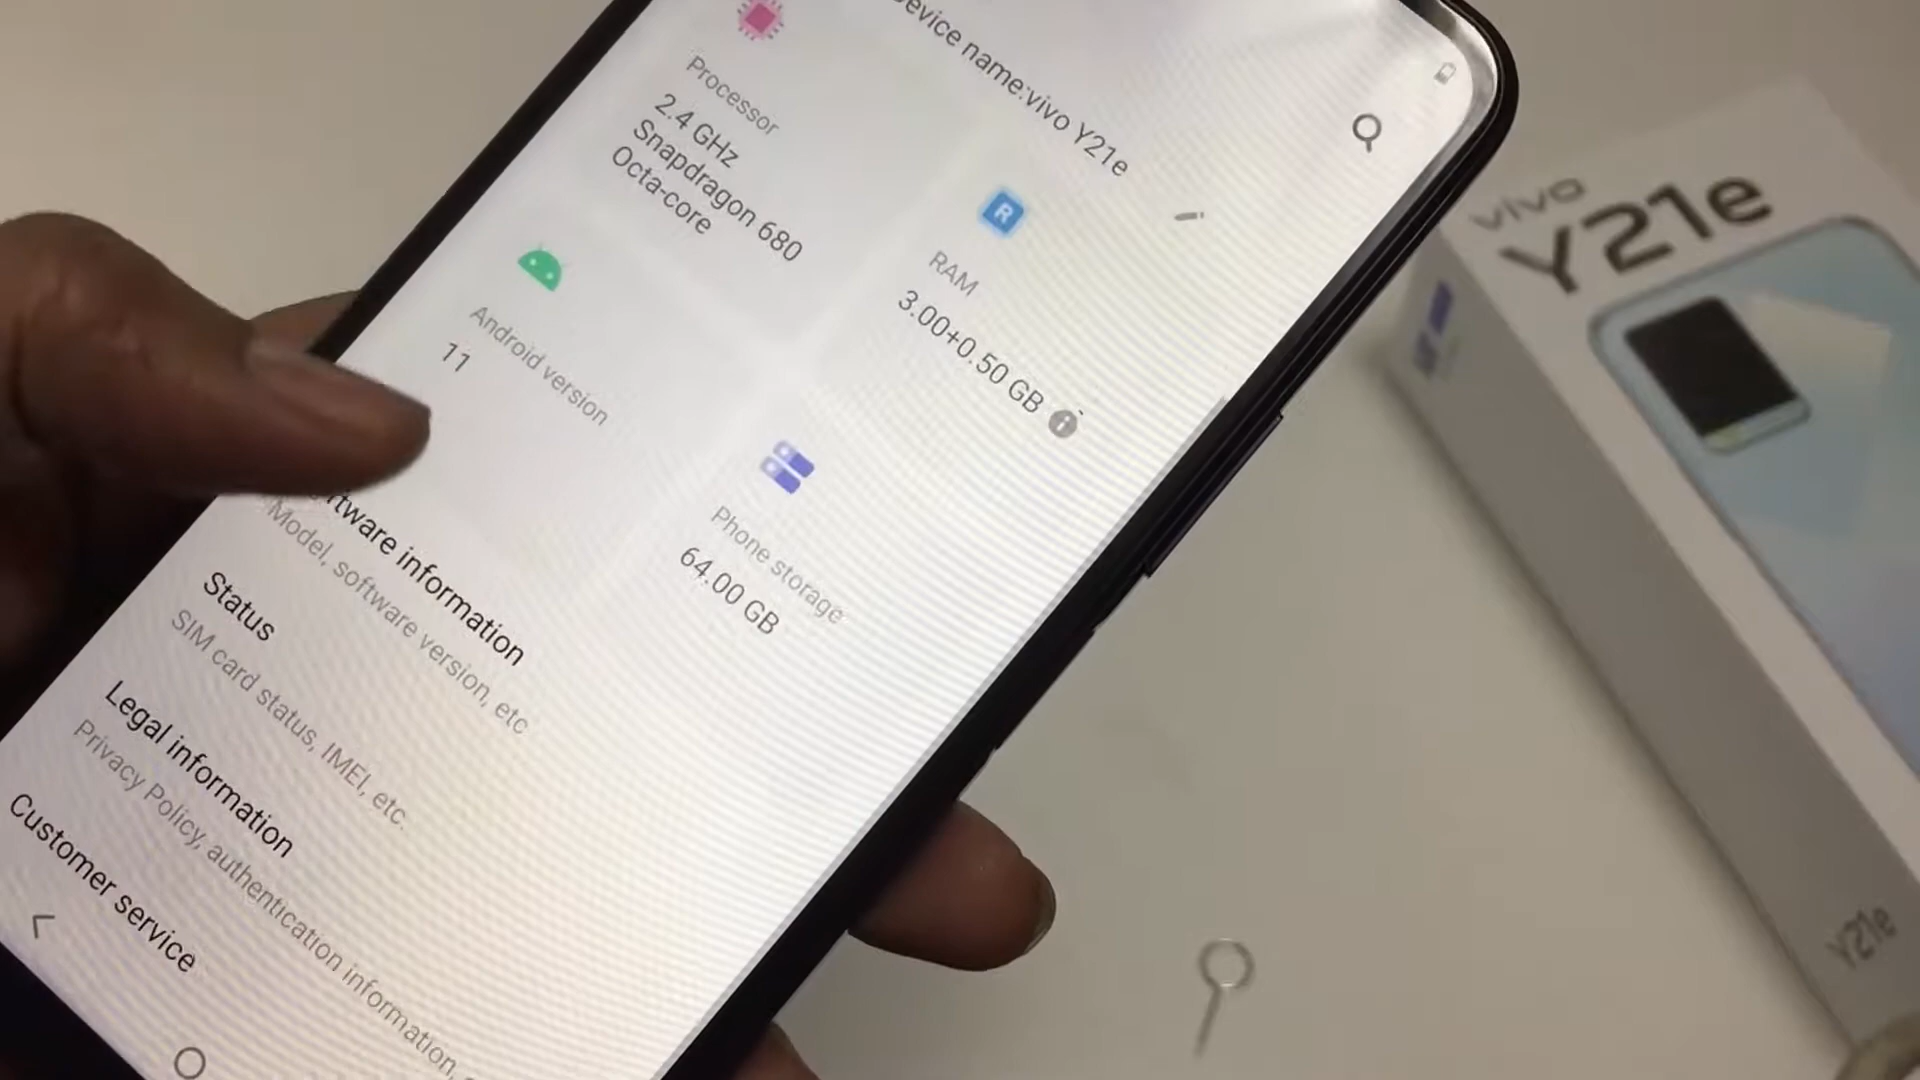 Device name:vivo Y21e
Processor
2.4 GHz
Snapdragon 680
Octa-core
R
RAM
3.00+0.50 GB
Android version
11
Phone storage
64.00 GB
Software information
Model, software version, etc
Status
SIM card status, IMEI, etc.
Legal information
Privacy Policy, authentication information,
Customer service
vivo
Y21e
Y21e